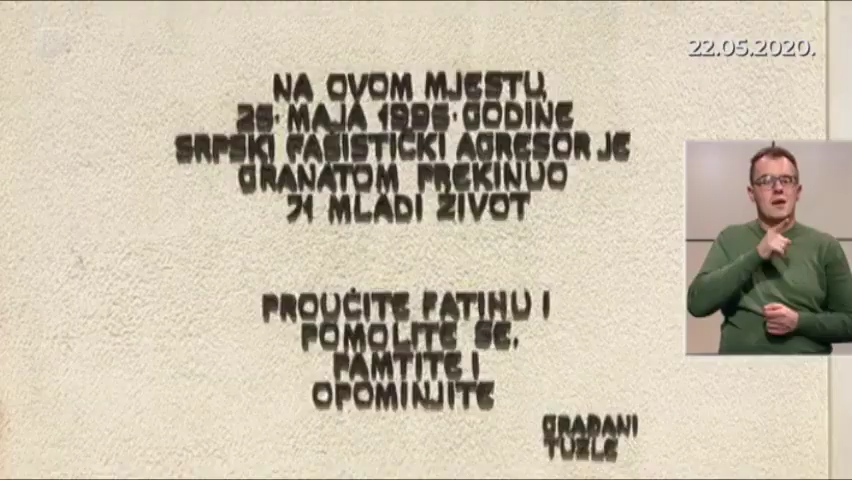 22.05.2020.
NA OVOM MJESTU,
25. MAJA 1995. GODINE
SRPSKI FAŠISTIČKI AGRESOR JE
GRANATOM PREKINUO
71 MLADI ŽIVOT
PROUČITE FATIHU I
POMOLITE SE,
PAMTITE I
OPOMINJITE
GRAĐANI
TUZLE